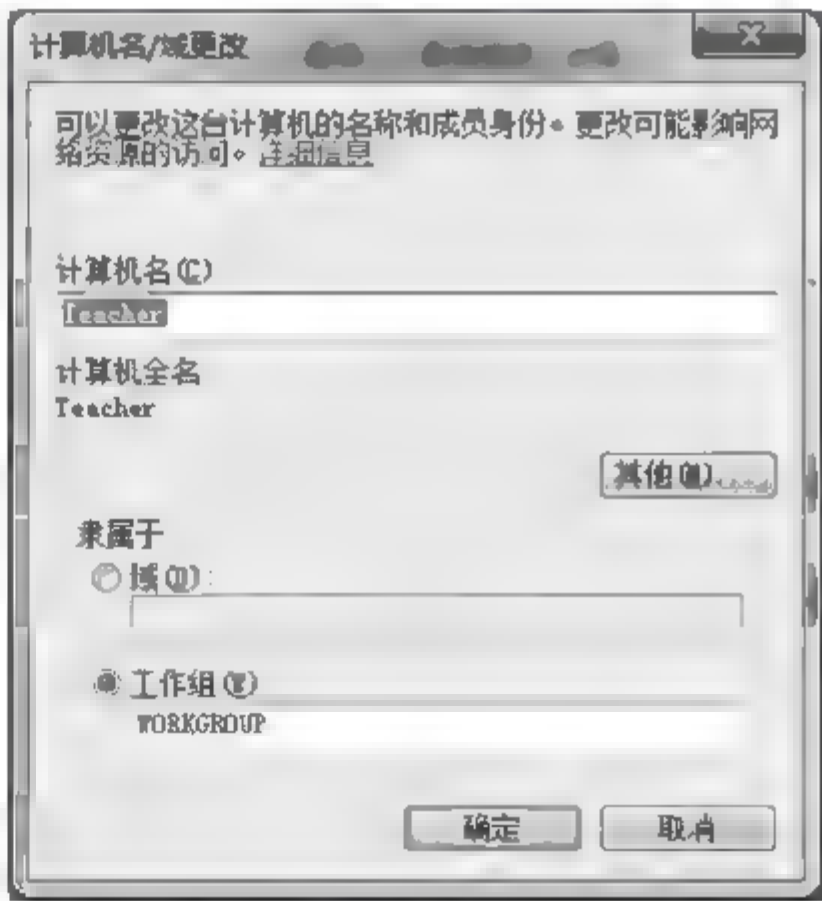 计算机名/域更改
可以更改这台计算机的名称和成员身份。更改可能影响网
络资源的访问。详细信息
计算机名(C)
Teacher
计算机全名
Teacher
其他(M)...
隶属于
域(D):
工作组(W)
WORKGROUP
确定
取消